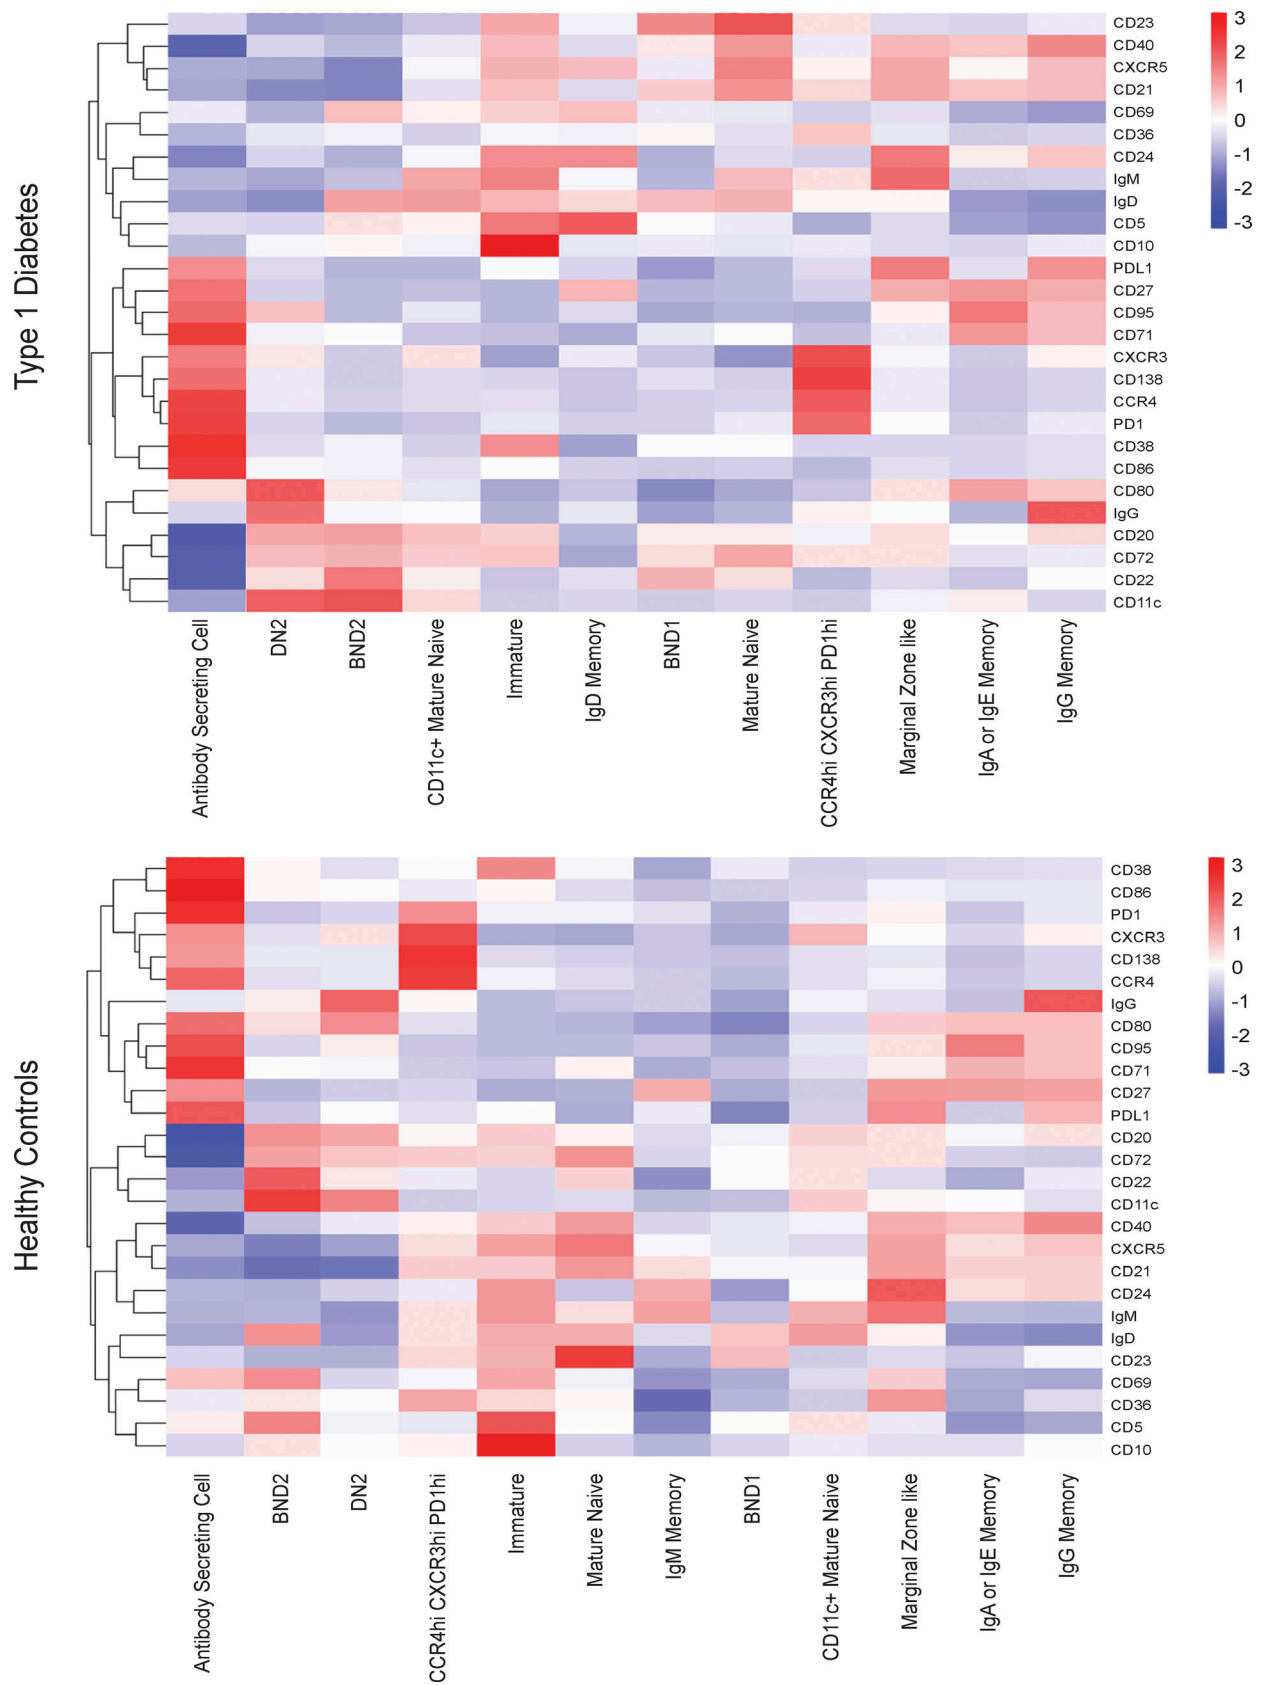 Type 1 Diabetes
CD23
CD40
CXCR5
CD21
CD69
CD36
CD24
IgM
IgD
CD5
CD10
PDL1
CD27
CD95
CD71
CXCR3
CD138
CCR4
PD1
CD38
CD86
CD80
IgG
CD20
CD72
CD22
CD11c
3
2
1
0
-1
-2
-3
Antibody Secreting Cell
DN2
BND2
CD11c+ Mature Naive
Immature
IgD Memory
BND1
Mature Naive
CCR4hi CXCR3hi PD1hi
Marginal Zone like
IgA or IgE Memory
IgG Memory
Healthy Controls
CD38
CD86
PD1
CXCR3
CD138
CCR4
IgG
CD80
CD95
CD71
CD27
PDL1
CD20
CD72
CD22
CD11c
CD40
CXCR5
CD21
CD24
IgM
IgD
CD23
CD69
CD36
CD5
CD10
3
2
1
0
-1
-2
-3
Antibody Secreting Cell
BND2
DN2
CCR4hi CXCR3hi PD1hi
Immature
Mature Naive
IgM Memory
BND1
CD11c+ Mature Naive
Marginal Zone like
IgA or IgE Memory
IgG Memory